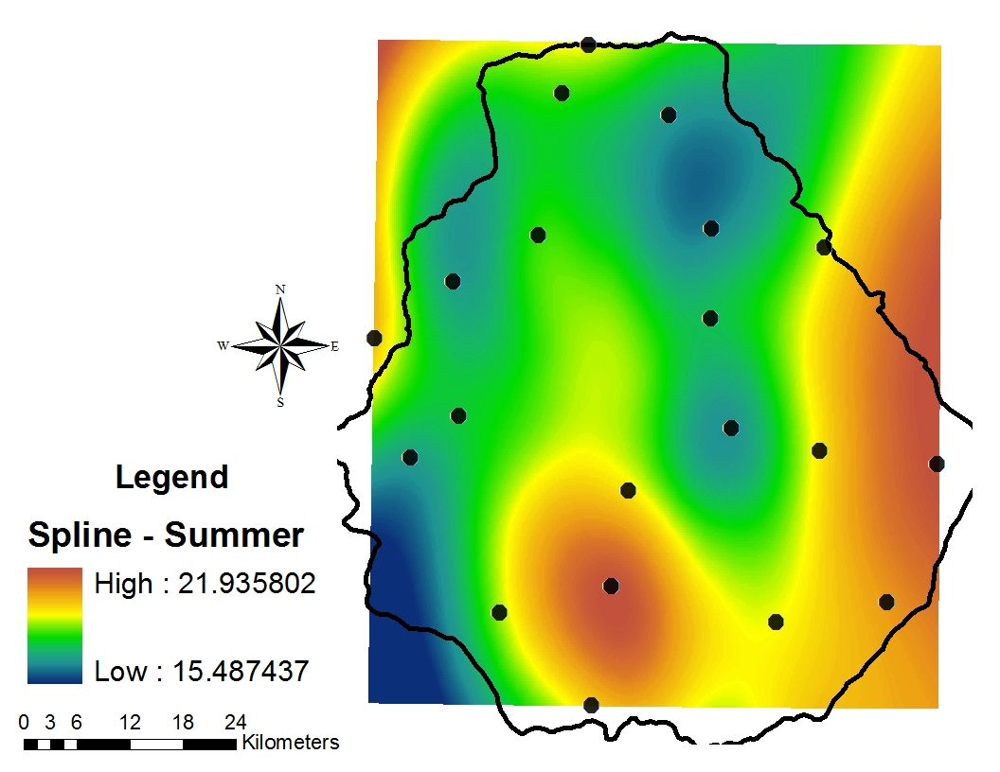 N
W E
S
Legend
Spline - Summer
High : 21.935802
Low : 15.487437
0 3 6 12 18 24
Kilometers